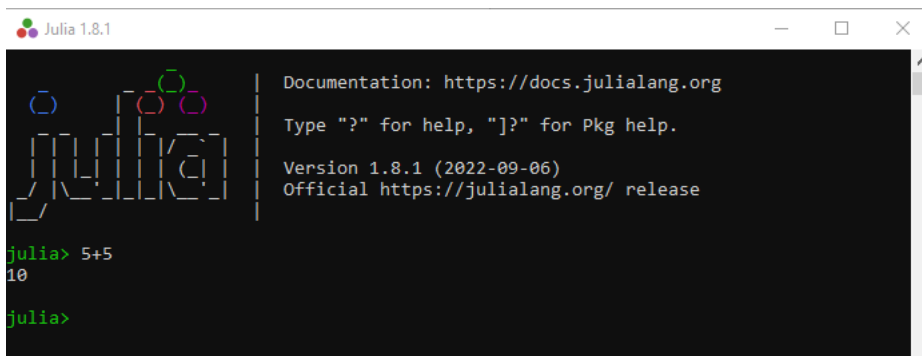 Julia 1.8.1
julia
Documentation: https://docs.julialang.org
Type "?" for help, "]?" for Pkg help.
Version 1.8.1 (2022-09-06)
Official https://julialang.org/ release
julia> 5+5
10
julia>